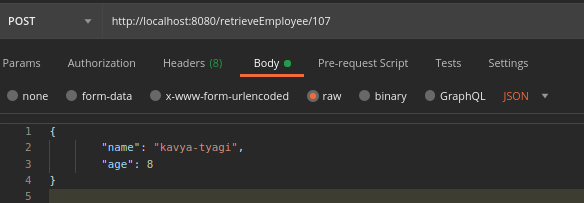 POST http://localhost:8080/retrieveEmployee/107
Params Authorization Headers (8) Body Pre-request Script Tests Settings
none form-data x-www-form-urlencoded raw binary GraphQL JSON
1 {
2 "name": "kavya-tyagi",
3 "age": 8
4 }
5